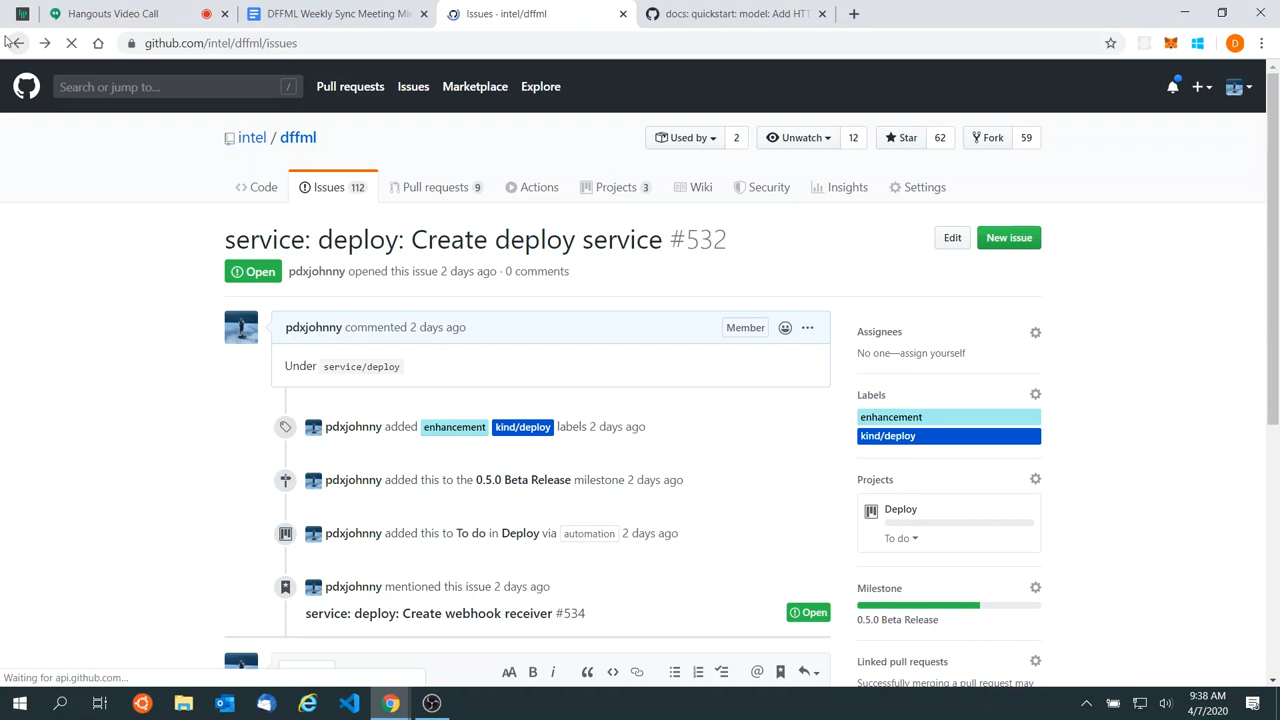 Hangouts Video Call
DFFML Weekly Sync Meeting Min
Issues · intel/dffml
docs: quickstart: model: Add HTT
github.com/intel/dffml/issues
Search or jump to...
/
Pull requests
Issues
Marketplace
Explore
D
intel / dffml
Used by
2
Unwatch
12
Star
62
Fork
59
Code
Issues 112
Pull requests 9
Actions
Projects 3
Wiki
Security
Insights
Settings
service: deploy: Create deploy service #532
Edit
New issue
Open
pdxjohnny opened this issue 2 days ago · 0 comments
pdxjohnny commented 2 days ago
Member
Under service/deploy
pdxjohnny added enhancement kind/deploy labels 2 days ago
pdxjohnny added this to the 0.5.0 Beta Release milestone 2 days ago
pdxjohnny added this to To do in Deploy via automation 2 days ago
pdxjohnny mentioned this issue 2 days ago
service: deploy: Create webhook receiver #534
Open
Assignees
No one—assign yourself
Labels
enhancement
kind/deploy
Projects
Deploy
To do
Milestone
0.5.0 Beta Release
Linked pull requests
Successfully merging a pull request may
AA B i
Waiting for api.github.com...
9:38 AM
4/7/2020